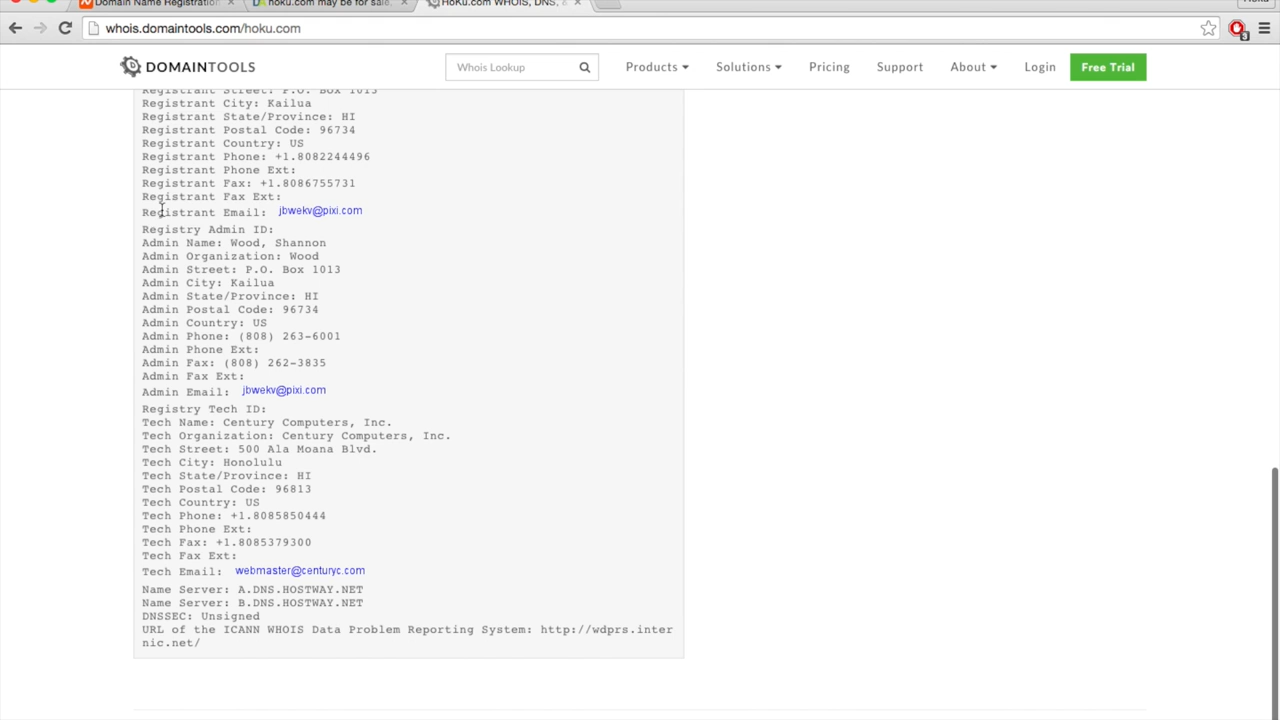 Domain Name Registration
hoku.com may be for sale,
HoKu.com WHOIS, DNS, &
whois.domaintools.com/hoku.com
3
DOMAINTOOLS
Whois Lookup
Products
Solutions
Pricing
Support
About
Login
Free Trial
Registrant Street: P.O. Box 1013
Registrant City: Kailua
Registrant State/Province: HI
Registrant Postal Code: 96734
Registrant Country: US
Registrant Phone: +1.8082244496
Registrant Phone Ext:
Registrant Fax: +1.8086755731
Registrant Fax Ext:
Registrant Email: jbwekv@pixi.com
Registry Admin ID:
Admin Name: Wood, Shannon
Admin Organization: Wood
Admin Street: P.O. Box 1013
Admin City: Kailua
Admin State/Province: HI
Admin Postal Code: 96734
Admin Country: US
Admin Phone: (808) 263-6001
Admin Phone Ext:
Admin Fax: (808) 262-3835
Admin Fax Ext:
Admin Email: jbwekv@pixi.com
Registry Tech ID:
Tech Name: Century Computers, Inc.
Tech Organization: Century Computers, Inc.
Tech Street: 500 Ala Moana Blvd.
Tech City: Honolulu
Tech State/Province: HI
Tech Postal Code: 96813
Tech Country: US
Tech Phone: +1.8085850444
Tech Phone Ext:
Tech Fax: +1.8085379300
Tech Fax Ext:
Tech Email: webmaster@centuryc.com
Name Server: A.DNS.HOSTWAY.NET
Name Server: B.DNS.HOSTWAY.NET
DNSSEC: Unsigned
URL of the ICANN WHOIS Data Problem Reporting System: http://wdprs.inter
nic.net/